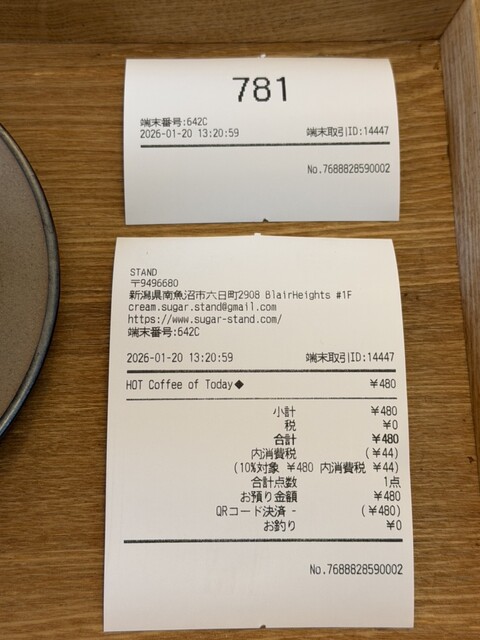 781
端末番号:642C
2026-01-20 13:20:59 端末取引ID:14447
No.7688828590002
STAND
〒9496680
新潟県南魚沼市六日町2908 BlairHeights #1F
cream.sugar.stand@gmail.com
https://www.sugar-stand.com/
端末番号:642C
2026-01-20 13:20:59 端末取引ID:14447
HOT Coffee of Today◆ ¥480
小計 ¥480
税 ¥0
合計 ¥480
内消費税 (¥44)
(10%対象 ¥480 内消費税 ¥44)
合計点数 1点
お預り金額 ¥480
QRコード決済 - (¥480)
お釣り ¥0
No.7688828590002